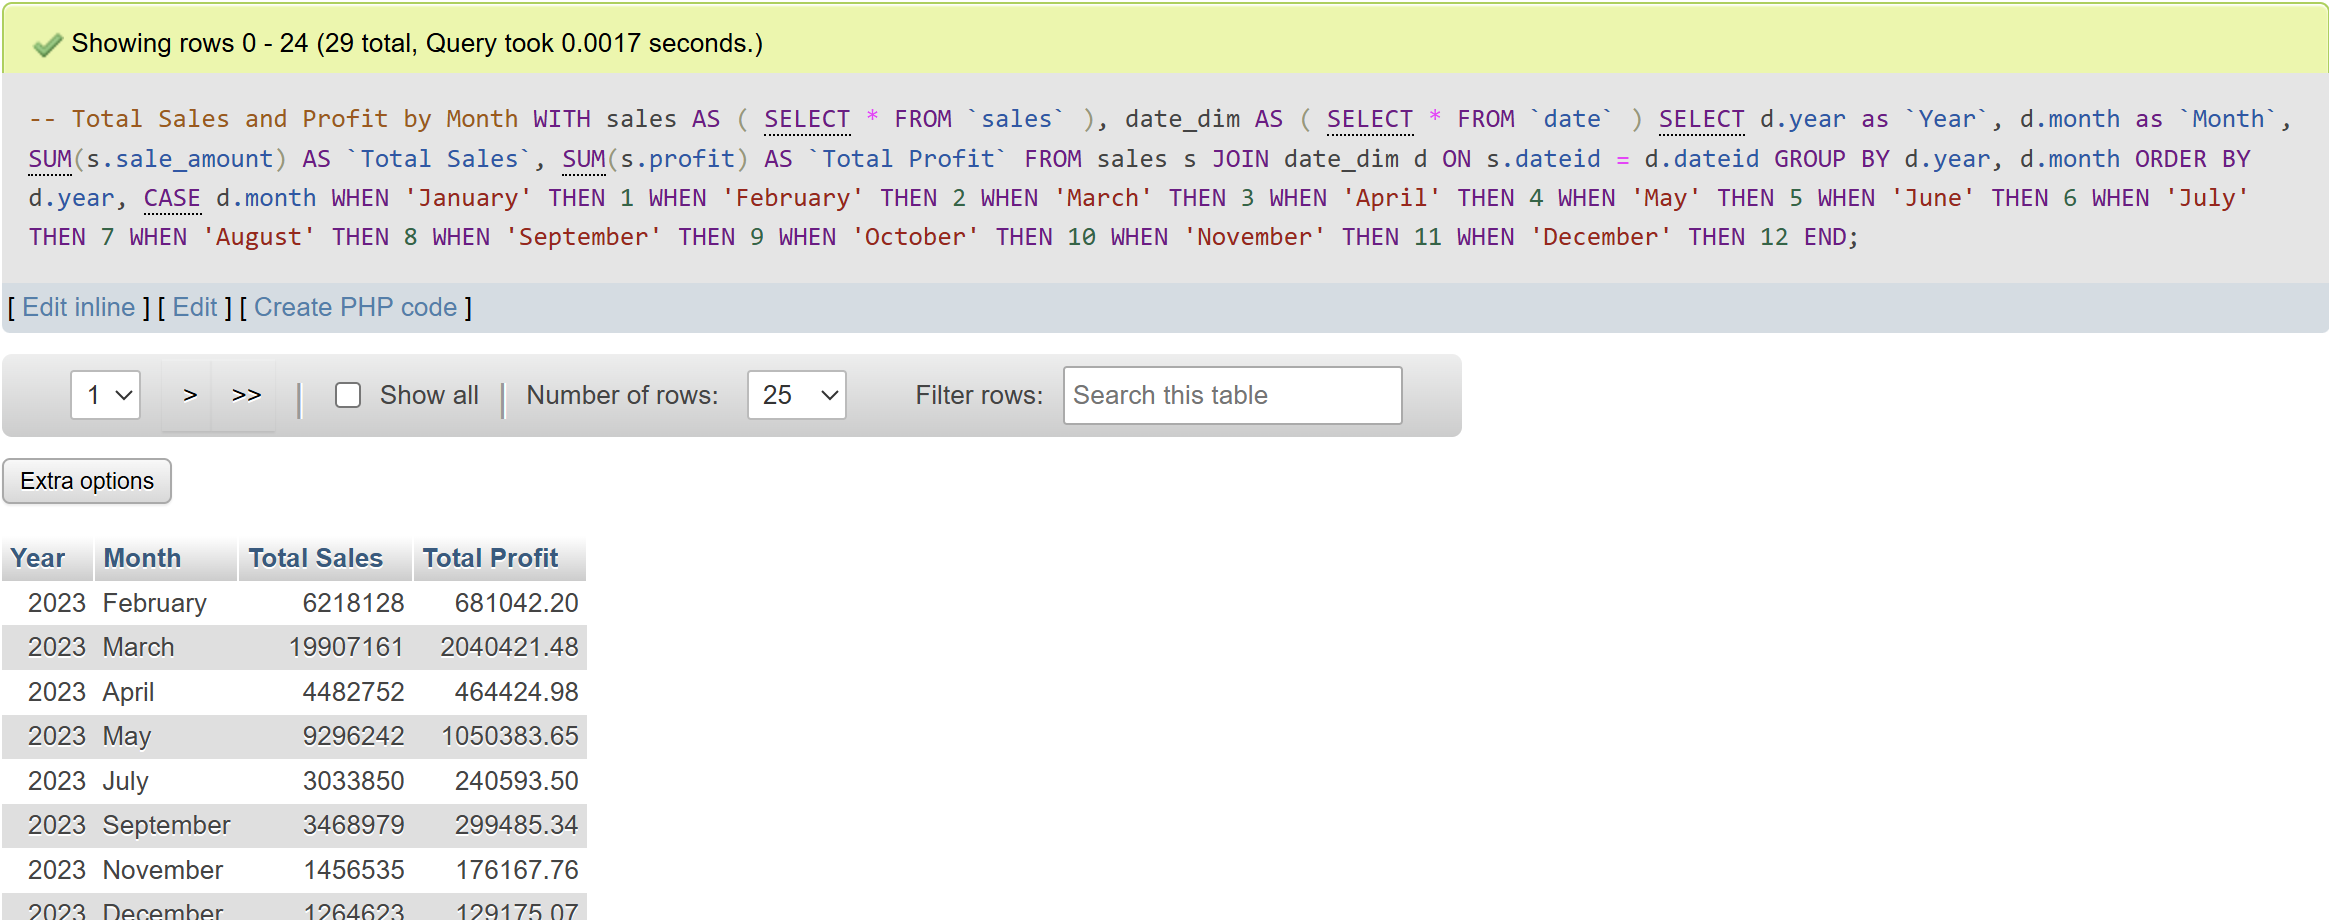 Showing rows 0 - 24 (29 total, Query took 0.0017 seconds.)
-- Total Sales and Profit by Month WITH sales AS ( SELECT * FROM `sales` ), date_dim AS ( SELECT * FROM `date` ) SELECT d.year as `Year`, d.month as `Month`,
SUM(s.sale_amount) AS `Total Sales`, SUM(s.profit) AS `Total Profit` FROM sales s JOIN date_dim d ON s.dateid = d.dateid GROUP BY d.year, d.month ORDER BY
d.year, CASE d.month WHEN 'January' THEN 1 WHEN 'February' THEN 2 WHEN 'March' THEN 3 WHEN 'April' THEN 4 WHEN 'May' THEN 5 WHEN 'June' THEN 6 WHEN 'July'
THEN 7 WHEN 'August' THEN 8 WHEN 'September' THEN 9 WHEN 'October' THEN 10 WHEN 'November' THEN 11 WHEN 'December' THEN 12 END;
[ Edit inline ] [ Edit ] [ Create PHP code ]
1 > >> | Show all | Number of rows: 25 Filter rows: Search this table
Extra options
Year Month Total Sales Total Profit
2023 February 6218128 681042.20
2023 March 19907161 2040421.48
2023 April 4482752 464424.98
2023 May 9296242 1050383.65
2023 July 3033850 240593.50
2023 September 3468979 299485.34
2023 November 1456535 176167.76
2023 December 1264623 129175.07